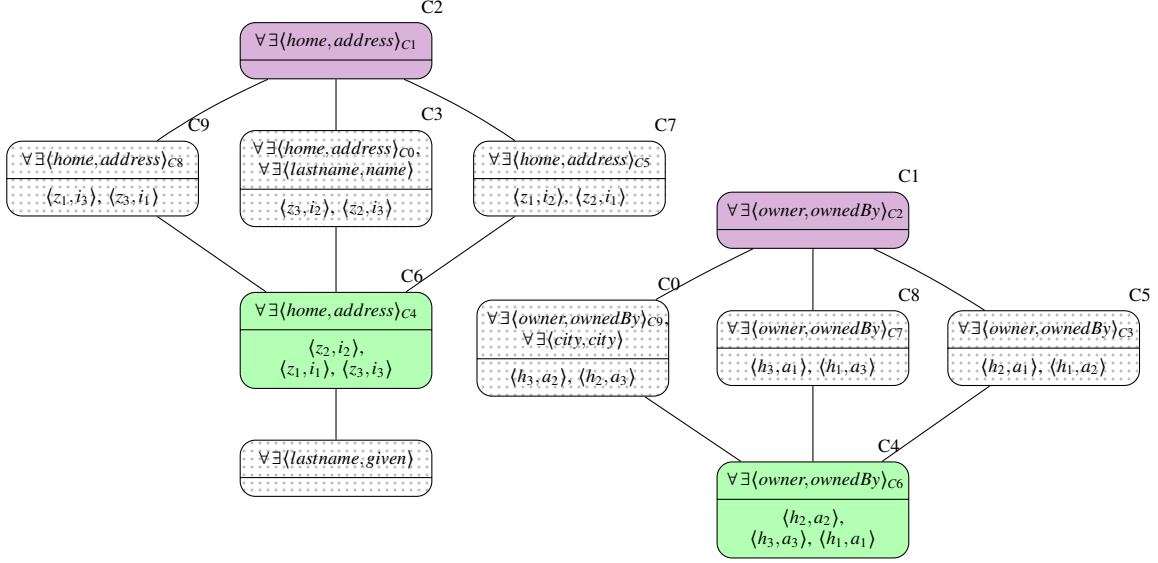 C2
∀∃⟨home,address⟩C1
C9
∀∃⟨home,address⟩C8
⟨z1,i3⟩, ⟨z3,i1⟩
C3
∀∃⟨home,address⟩C0,
∀∃⟨lastname,name⟩
⟨z3,i2⟩, ⟨z2,i3⟩
C7
∀∃⟨home,address⟩C5
⟨z1,i2⟩, ⟨z2,i1⟩
C6
∀∃⟨home,address⟩C4
⟨z2,i2⟩,
⟨z1,i1⟩, ⟨z3,i3⟩
∀∃⟨lastname,given⟩
C1
∀∃⟨owner,ownedBy⟩C2
C0
∀∃⟨owner,ownedBy⟩C9,
∀∃⟨city,city⟩
⟨h3,a2⟩, ⟨h2,a3⟩
C8
∀∃⟨owner,ownedBy⟩C7
⟨h3,a1⟩, ⟨h1,a3⟩
C5
∀∃⟨owner,ownedBy⟩C3
⟨h2,a1⟩, ⟨h1,a2⟩
C4
∀∃⟨owner,ownedBy⟩C6
⟨h2,a2⟩,
⟨h3,a3⟩, ⟨h1,a1⟩